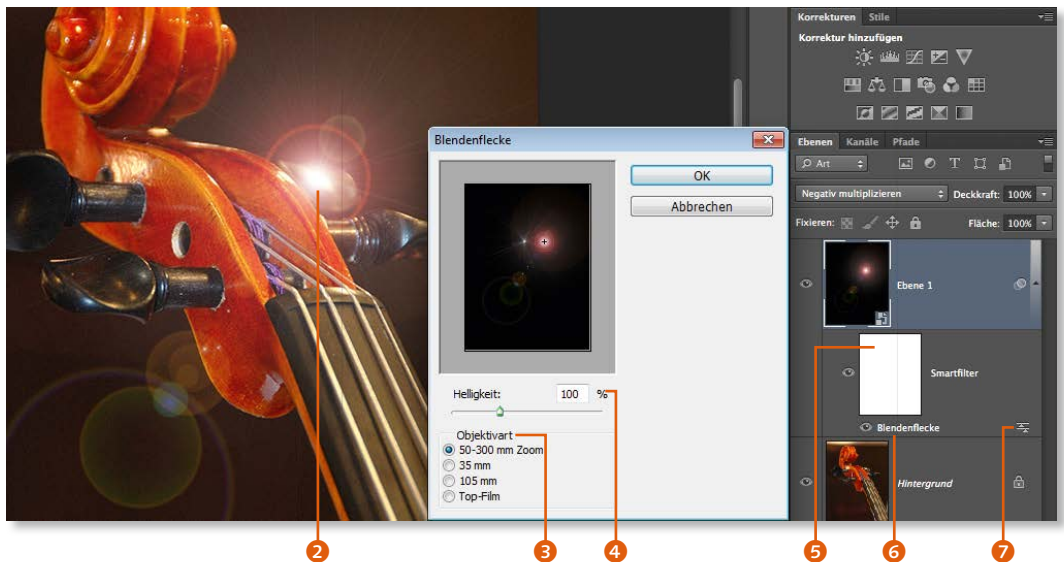 Korrekturen Stile
Korrektur hinzufügen
Ebenen Kanäle Pfade
Art
T
Negativ multiplizieren Deckkraft: 100%
Fixieren: Fläche: 100%
Ebene 1
Smartfilter
Blendenflecke
Hintergrund
Blendenflecke
OK
Abbrechen
Helligkeit: 100 %
Objektivart
50-300 mm Zoom
35 mm
105 mm
Top-Film
2 3 4 5 6 7